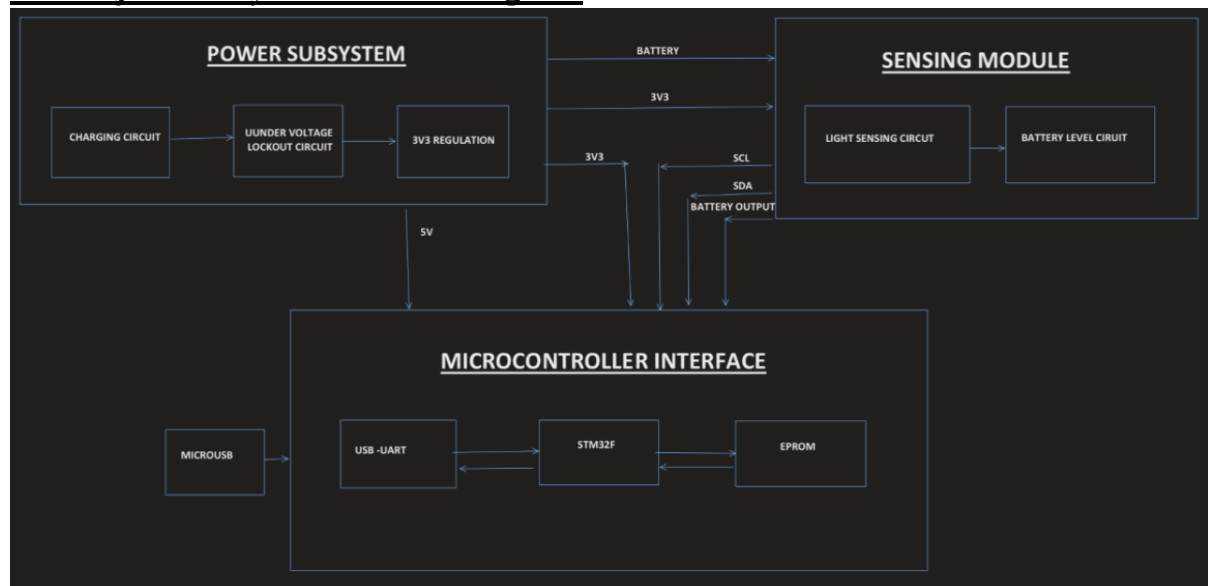 POWER SUBSYSTEM
BATTERY
SENSING MODULE
3V3
CHARGING CIRCUIT
UUNDER VOLTAGE
LOCKOUT CIRCUIT
3V3 REGULATION
LIGHT SENSING CIRCUT
BATTERY LEVEL CIRUIT
3V3
SCL
SDA
BATTERY OUTPUT
5V
MICROCONTROLLER INTERFACE
MICROUSB
USB -UART
STM32F
EPROM